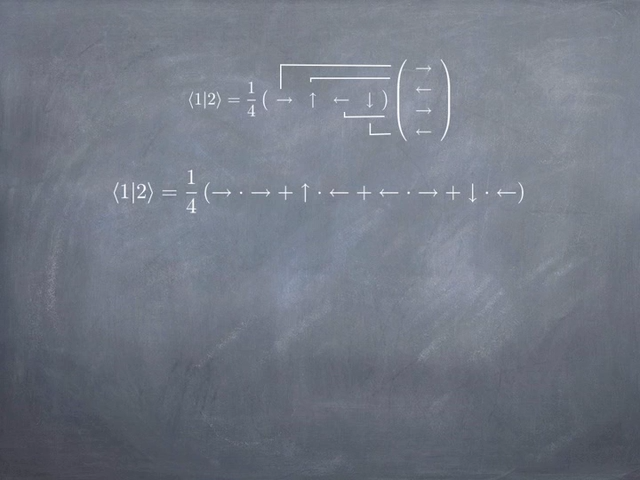 ⟨1|2⟩ = 1/4 ( → ↑ ← ↓ ) ( → ← → ← )
⟨1|2⟩ = 1/4 (→ · → + ↑ · ← + ← · → + ↓ · ←)